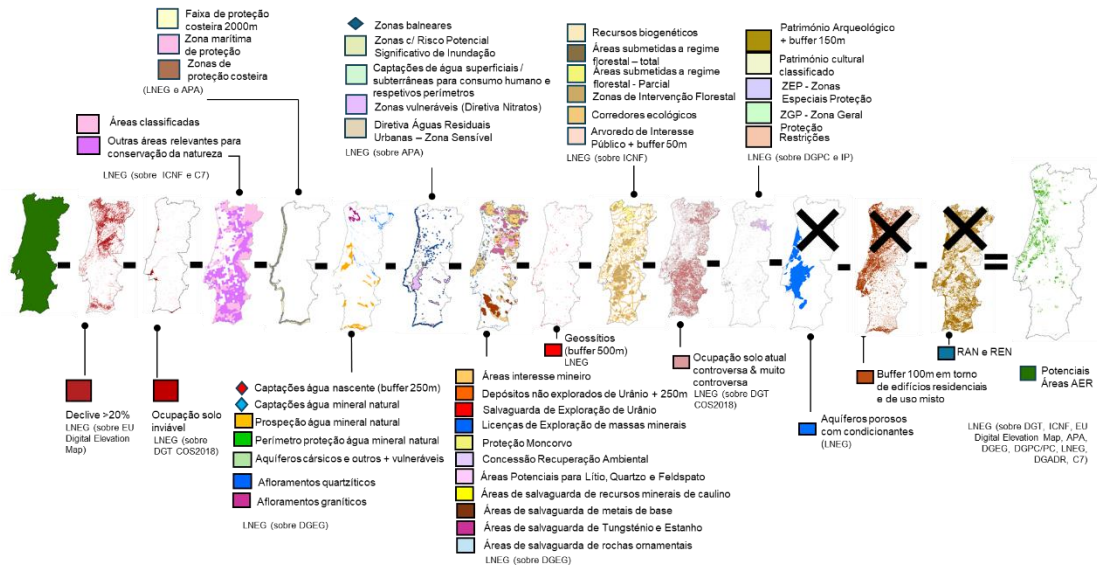 Faixa de proteção
costeira 2000m
Zona marítima
de proteção
Zonas de
proteção costeira
(LNEG e APA)
Áreas classificadas
Outras áreas relevantes para
conservação da natureza
LNEG (sobre ICNF e C7)
Zonas balneares
Zonas c/ Risco Potencial
Significativo de Inundação
Captações de água superficiais /
subterrâneas para consumo humano e
respetivos perímetros
Zonas vulneráveis (Diretiva Nitratos)
Diretiva Águas Residuais
Urbanas – Zona Sensível
LNEG (sobre APA)
Recursos biogenéticos
Áreas submetidas a regime
florestal – total
Áreas submetidas a regime
florestal - Parcial
Zonas de Intervenção Florestal
Corredores ecológicos
Arvoredo de Interesse
Público + buffer 50m
LNEG (sobre ICNF)
Património Arqueológico
+ buffer 150m
Património cultural
classificado
ZEP - Zonas
Especiais Proteção
ZGP - Zona Geral
Proteção
Restrições
LNEG (sobre DGPC e IP)
Declive >20%
LNEG (sobre EU
Digital Elevation
Map)
Ocupação solo
inviável
LNEG (sobre
DGT COS2018)
Captações água nascente (buffer 250m)
Captações água mineral natural
Prospeção água mineral natural
Perímetro proteção água mineral natural
Aquíferos cársicos e outros + vulneráveis
Afloramentos quartzíticos
Afloramentos graníticos
LNEG (sobre DGEG)
Áreas interesse mineiro
Depósitos não explorados de Urânio + 250m
Salvaguarda de Exploração de Urânio
Licenças de Exploração de massas minerais
Proteção Moncorvo
Concessão Recuperação Ambiental
Áreas Potenciais para Lítio, Quartzo e Feldspato
Áreas de salvaguarda de recursos minerais de caulino
Áreas de salvaguarda de metais de base
Áreas de salvaguarda de Tungsténio e Estanho
Áreas de salvaguarda de rochas ornamentais
LNEG (sobre DGEG)
Geossítios
(buffer 500m)
LNEG
Ocupação solo atual
controversa & muito
controversa
LNEG (sobre DGT
COS2018)
Aquíferos porosos
com condicionantes
(LNEG)
Buffer 100m em torno
de edifícios residenciais
e de uso misto
RAN e REN
Potenciais
Áreas AER
LNEG (sobre DGT, ICNF, EU
Digital Elevation Map, APA,
DGEG, DGPC/PC, LNEG,
DGADR, C7)